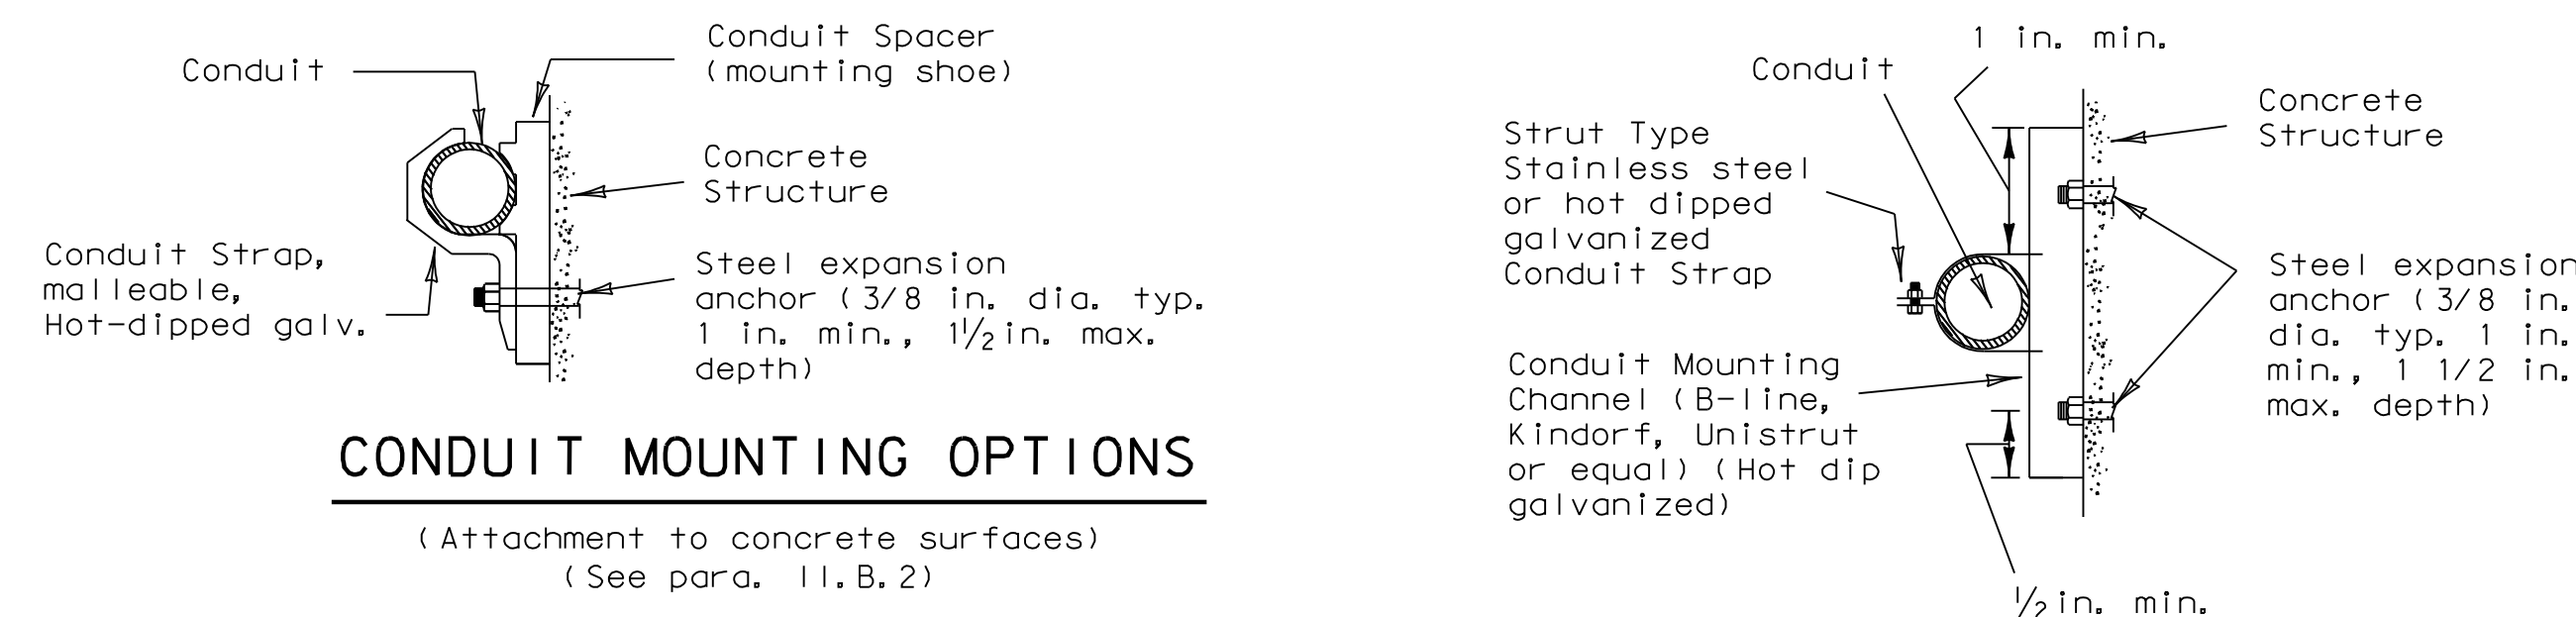 Conduit
Conduit Spacer
(mounting shoe)
Concrete
Structure
Conduit Strap,
malleable,
Hot-dipped galv.
Steel expansion
anchor (3/8 in. dia. typ.
1 in. min., 1 1/2 in. max.
depth)
CONDUIT MOUNTING OPTIONS
(Attachment to concrete surfaces)
(See para. II.B.2)
1 in. min.
Conduit
Concrete
Structure
Strut Type
Stainless steel
or hot dipped
galvanized
Conduit Strap
Steel expansion
anchor (3/8 in.
dia. typ. 1 in.
min., 1 1/2 in.
max. depth)
Conduit Mounting
Channel (B-line,
Kindorf, Unistrut
or equal) (Hot dip
galvanized)
1/2 in. min.